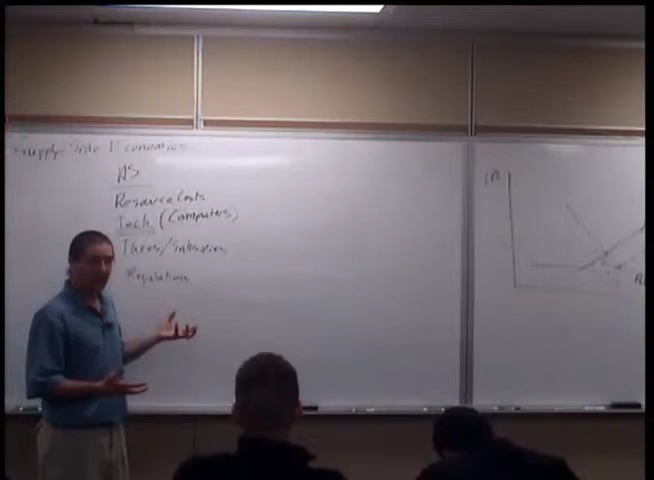 Supply-Side Economics
AS
Resource Costs
Tech. (Computers)
Taxes/Subsidies
Regulations